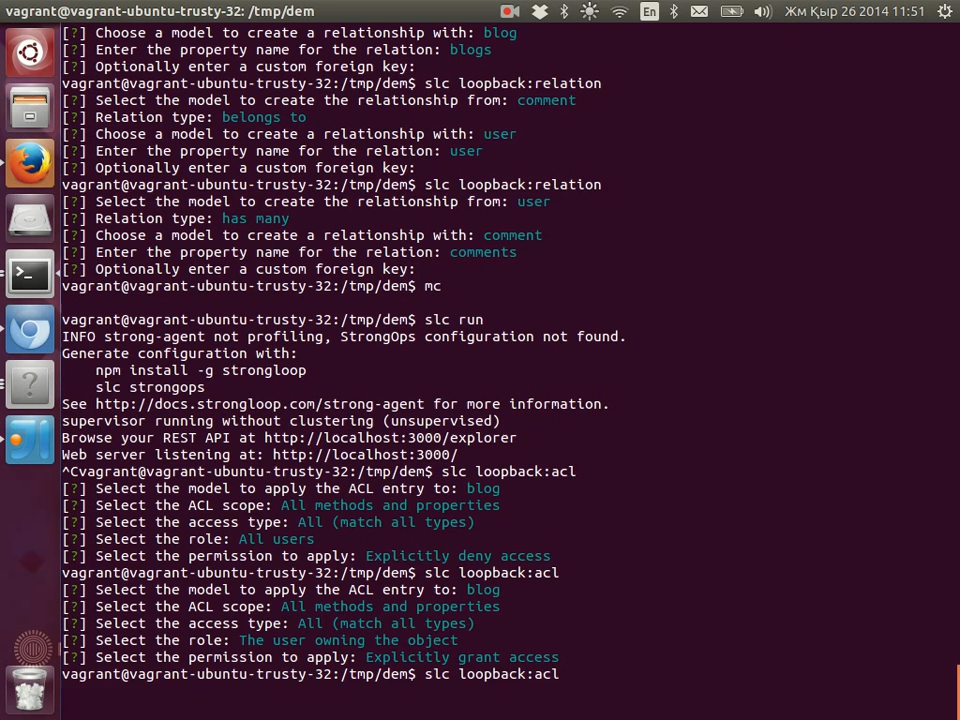 vagrant@vagrant-ubuntu-trusty-32: /tmp/dem
En
Жм Қыр 26 2014 11:51
[?] Choose a model to create a relationship with: blog
[?] Enter the property name for the relation: blogs
[?] Optionally enter a custom foreign key:
vagrant@vagrant-ubuntu-trusty-32:/tmp/dem$ slc loopback:relation
[?] Select the model to create the relationship from: comment
[?] Relation type: belongs to
[?] Choose a model to create a relationship with: user
[?] Enter the property name for the relation: user
[?] Optionally enter a custom foreign key:
vagrant@vagrant-ubuntu-trusty-32:/tmp/dem$ slc loopback:relation
[?] Select the model to create the relationship from: user
[?] Relation type: has many
[?] Choose a model to create a relationship with: comment
[?] Enter the property name for the relation: comments
[?] Optionally enter a custom foreign key:
vagrant@vagrant-ubuntu-trusty-32:/tmp/dem$ mc
vagrant@vagrant-ubuntu-trusty-32:/tmp/dem$ slc run
INFO strong-agent not profiling, StrongOps configuration not found.
Generate configuration with:
npm install -g strongloop
slc strongops
See http://docs.strongloop.com/strong-agent for more information.
supervisor running without clustering (unsupervised)
Browse your REST API at http://localhost:3000/explorer
Web server listening at: http://localhost:3000/
^Cvagrant@vagrant-ubuntu-trusty-32:/tmp/dem$ slc loopback:acl
[?] Select the model to apply the ACL entry to: blog
[?] Select the ACL scope: All methods and properties
[?] Select the access type: All (match all types)
[?] Select the role: All users
[?] Select the permission to apply: Explicitly deny access
vagrant@vagrant-ubuntu-trusty-32:/tmp/dem$ slc loopback:acl
[?] Select the model to apply the ACL entry to: blog
[?] Select the ACL scope: All methods and properties
[?] Select the access type: All (match all types)
[?] Select the role: The user owning the object
[?] Select the permission to apply: Explicitly grant access
vagrant@vagrant-ubuntu-trusty-32:/tmp/dem$ slc loopback:acl